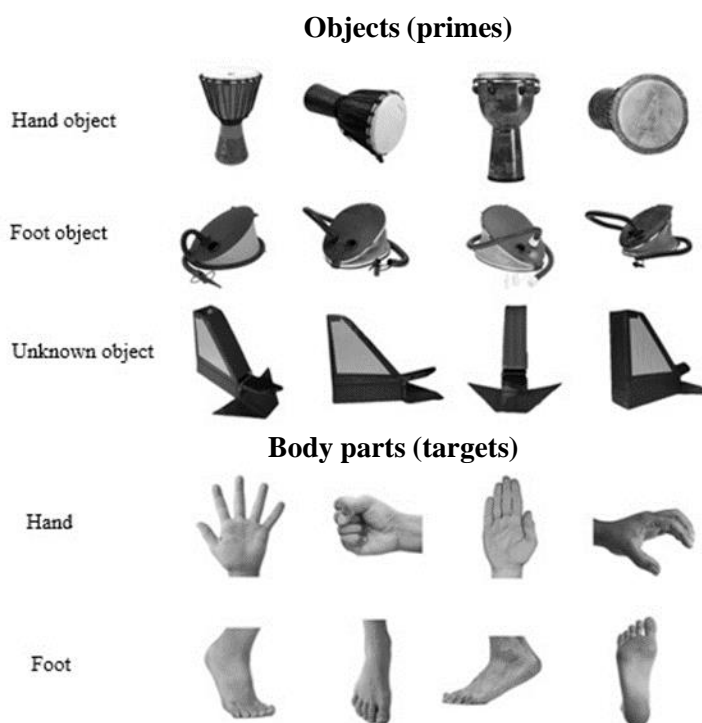 Objects (primes)
Hand object
Foot object
Unknown object
Body parts (targets)
Hand
Foot